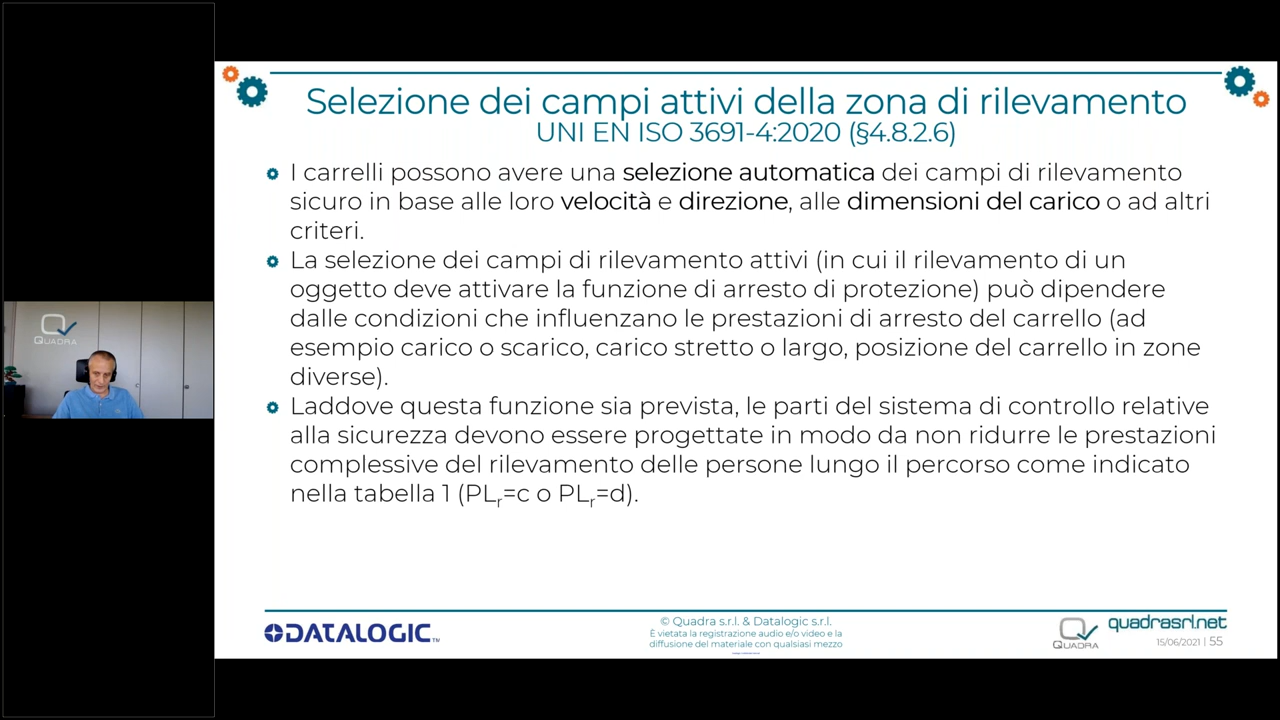 Selezione dei campi attivi della zona di rilevamento
UNI EN ISO 3691-4:2020 (§4.8.2.6)
I carrelli possono avere una selezione automatica dei campi di rilevamento
sicuro in base alle loro velocità e direzione, alle dimensioni del carico o ad altri
criteri.
La selezione dei campi di rilevamento attivi (in cui il rilevamento di un
oggetto deve attivare la funzione di arresto di protezione) può dipendere
dalle condizioni che influenzano le prestazioni di arresto del carrello (ad
esempio carico o scarico, carico stretto o largo, posizione del carrello in zone
diverse).
Laddove questa funzione sia prevista, le parti del sistema di controllo relative
alla sicurezza devono essere progettate in modo da non ridurre le prestazioni
complessive del rilevamento delle persone lungo il percorso come indicato
nella tabella 1 (PLr=c o PLr=d).
QUADRA
DATALOGIC™
© Quadra s.r.l. & Datalogic s.r.l.
È vietata la registrazione audio e/o video e la
diffusione del materiale con qualsiasi mezzo
QUADRA
quadrasrl.net
15/06/2021 | 55